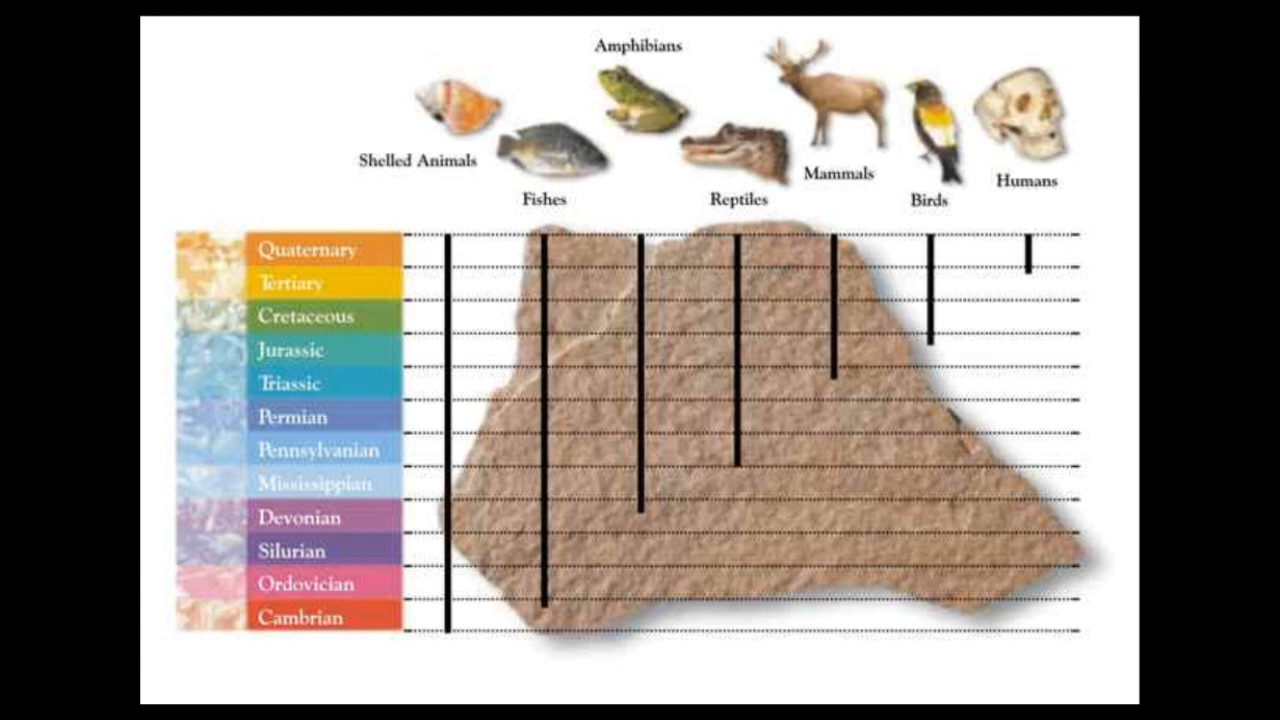 Amphibians
Shelled Animals
Mammals
Humans
Fishes
Reptiles
Birds
Quaternary
Tertiary
Cretaceous
Jurassic
Triassic
Permian
Pennsylvanian
Mississippian
Devonian
Silurian
Ordovician
Cambrian